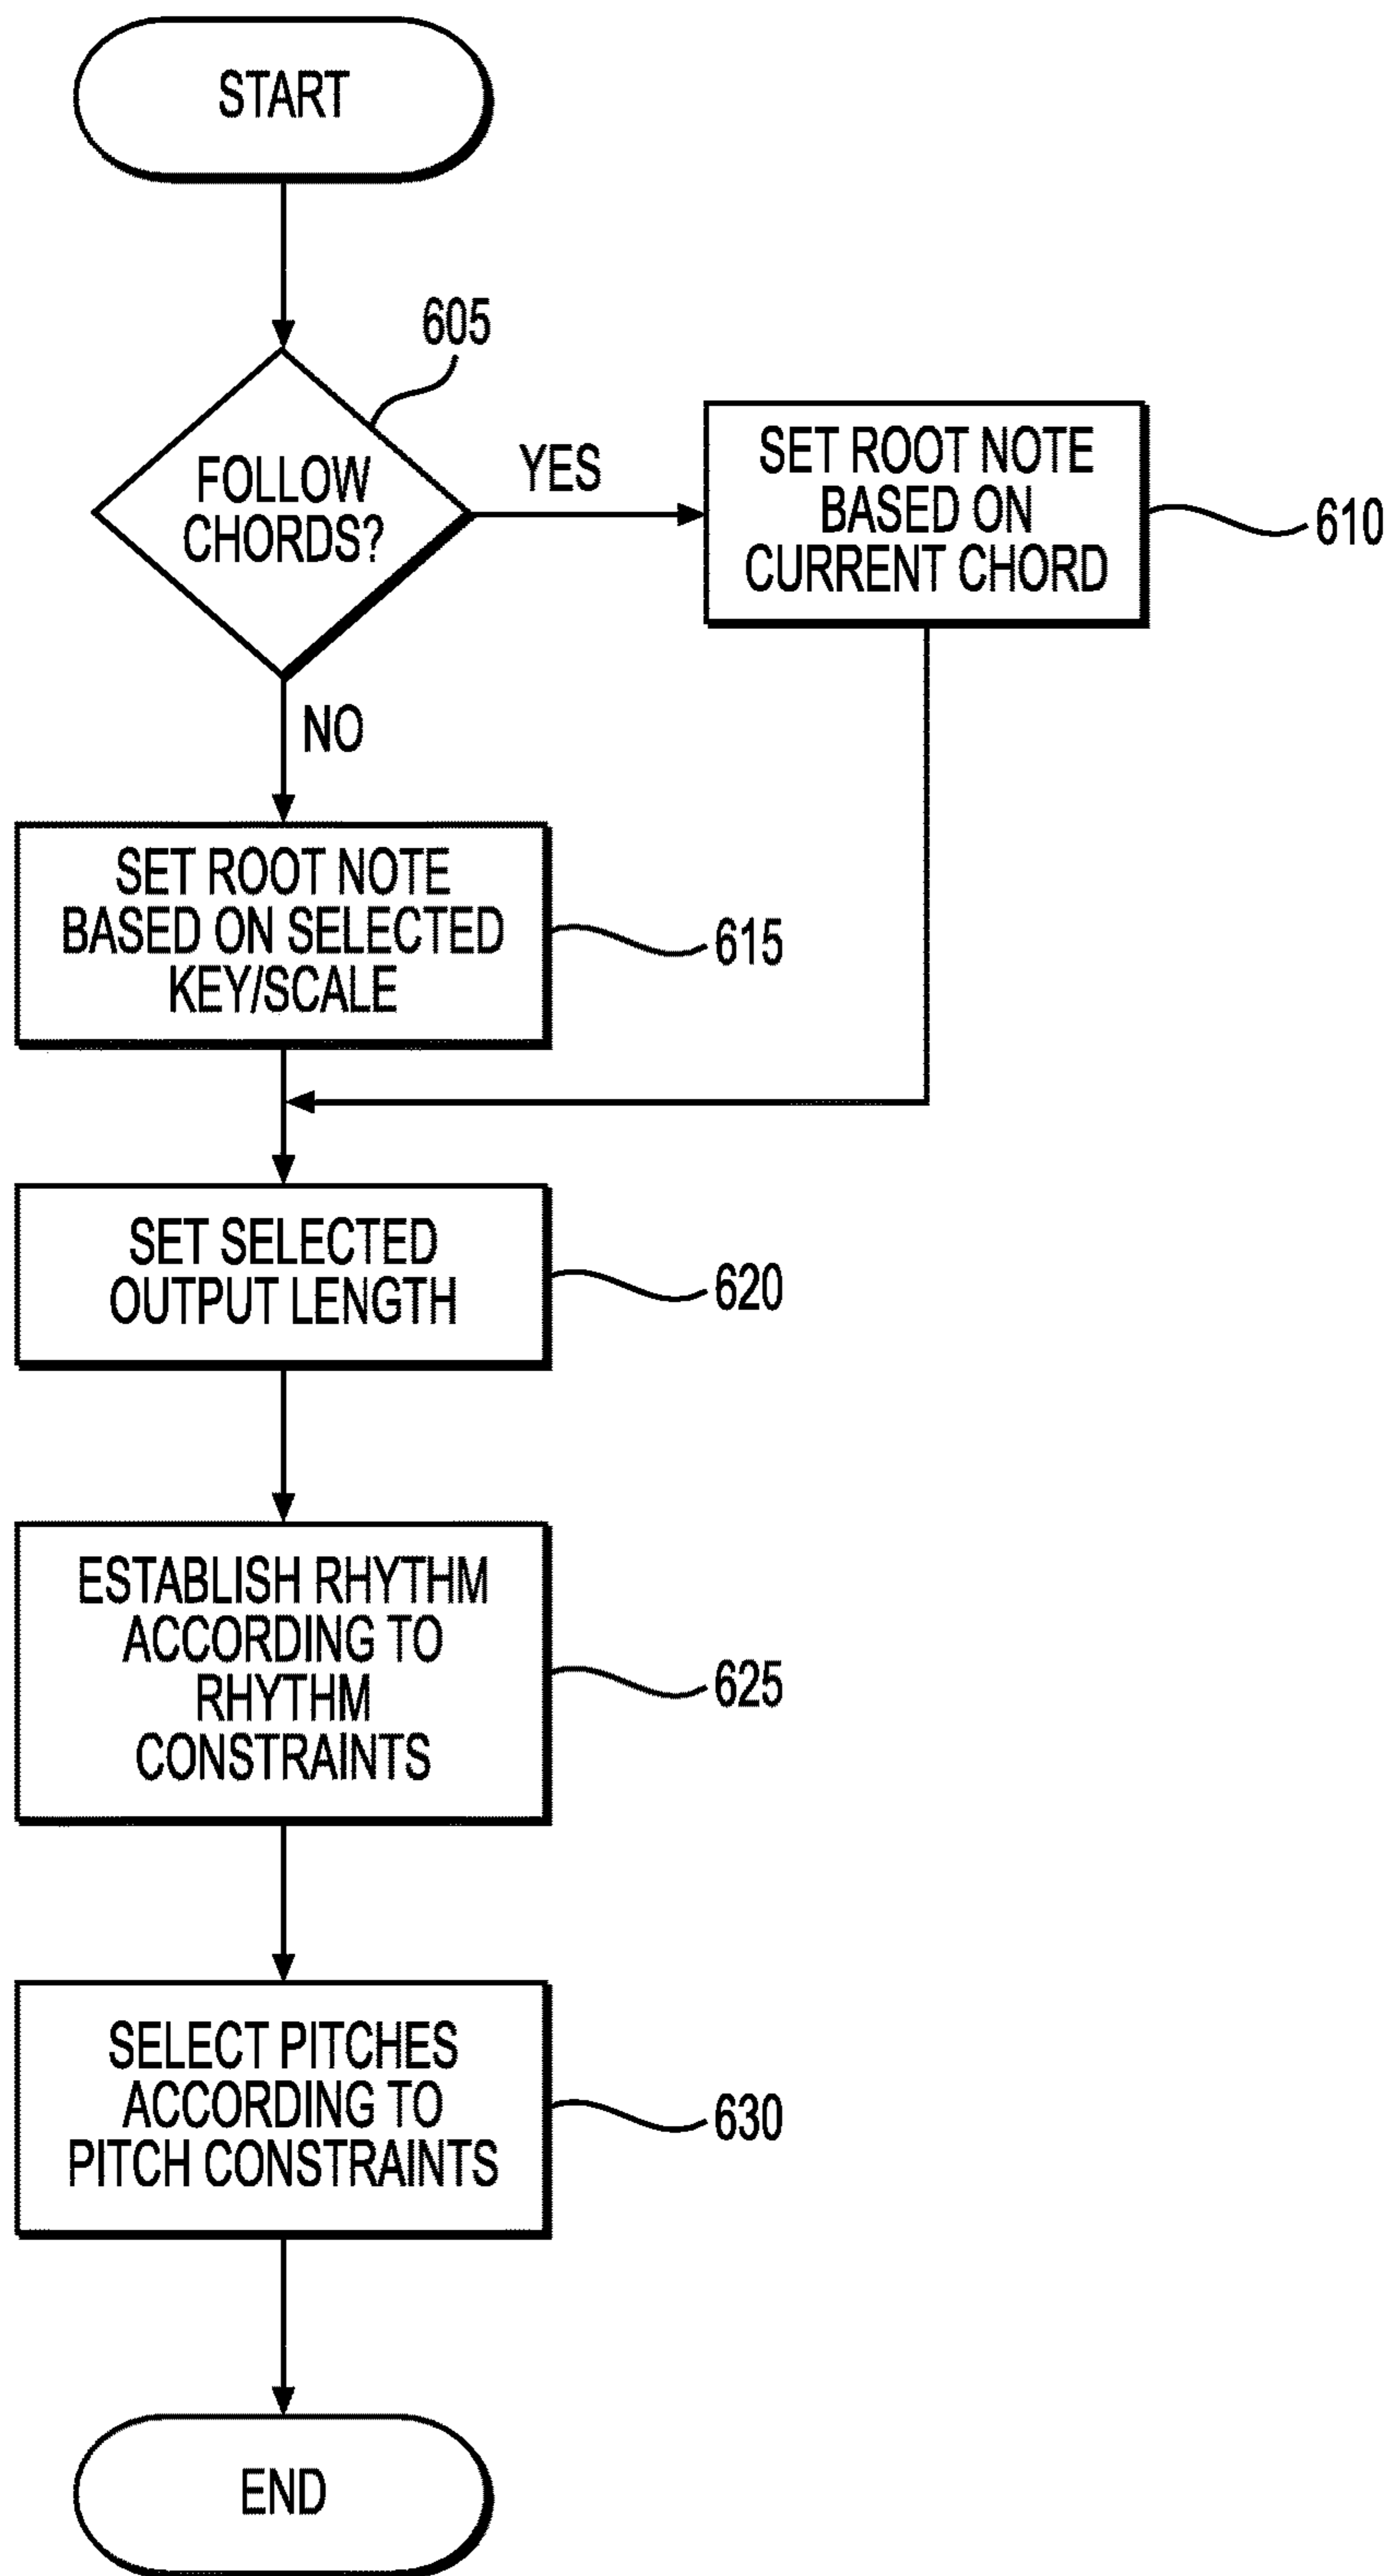 START
605
FOLLOW
CHORDS?
YES
SET ROOT NOTE
BASED ON
CURRENT CHORD
610
NO
SET ROOT NOTE
BASED ON SELECTED
KEY/SCALE
615
SET SELECTED
OUTPUT LENGTH
620
ESTABLISH RHYTHM
ACCORDING TO
RHYTHM
CONSTRAINTS
625
SELECT PITCHES
ACCORDING TO
PITCH CONSTRAINTS
630
END